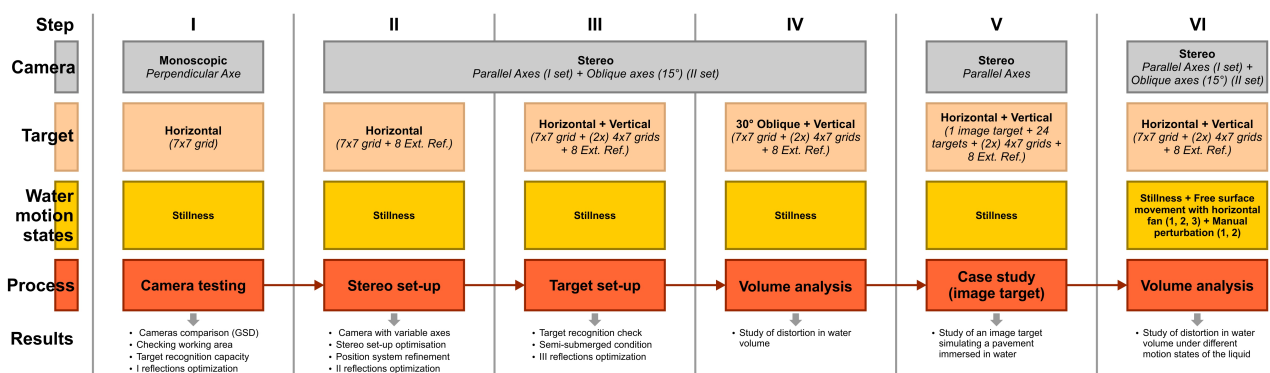 Step I II III IV V VI
Camera
Monoscopic
Perpendicular Axe
Stereo
Parallel Axes (I set) + Oblique axes (15°) (II set)
Stereo
Parallel Axes
Stereo
Parallel Axes (I set) +
Oblique axes (15°) (II set)
Target
Horizontal
(7x7 grid)
Horizontal
(7x7 grid + 8 Ext. Ref.)
Horizontal + Vertical
(7x7 grid + (2x) 4x7 grids
+ 8 Ext. Ref.)
30° Oblique + Vertical
(7x7 grid + (2x) 4x7 grids
+ 8 Ext. Ref.)
Horizontal + Vertical
(1 image target + 24
targets + (2x) 4x7 grids +
8 Ext. Ref.)
Horizontal + Vertical
(7x7 grid + (2x) 4x7 grids
+ 8 Ext. Ref.)
Water
motion
states
Stillness
Stillness
Stillness
Stillness
Stillness
Stillness + Free surface
movement with horizontal
fan (1, 2, 3) + Manual
perturbation (1, 2)
Process
Camera testing
Stereo set-up
Target set-up
Volume analysis
Case study
(image target)
Volume analysis
Results
• Cameras comparison (GSD)
• Checking working area
• Target recognition capacity
• I reflections optimization
• Camera with variable axes
• Stereo set-up optimisation
• Position system refinement
• II reflections optimization
• Target recognition check
• Semi-submerged condition
• III reflections optimization
• Study of distortion in water
volume
• Study of an image target
simulating a pavement
immersed in water
• Study of distortion in water
volume under different
motion states of the liquid